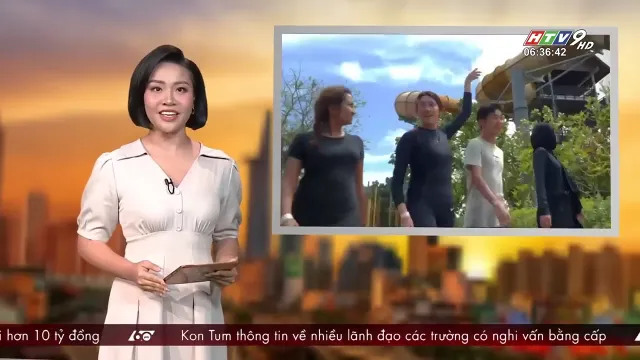 HTV9 HD
06:36:42
i hơn 10 tỷ đồng 60 Kon Tum thông tin về nhiều lãnh đạo các trường có nghi vấn bằng cấp